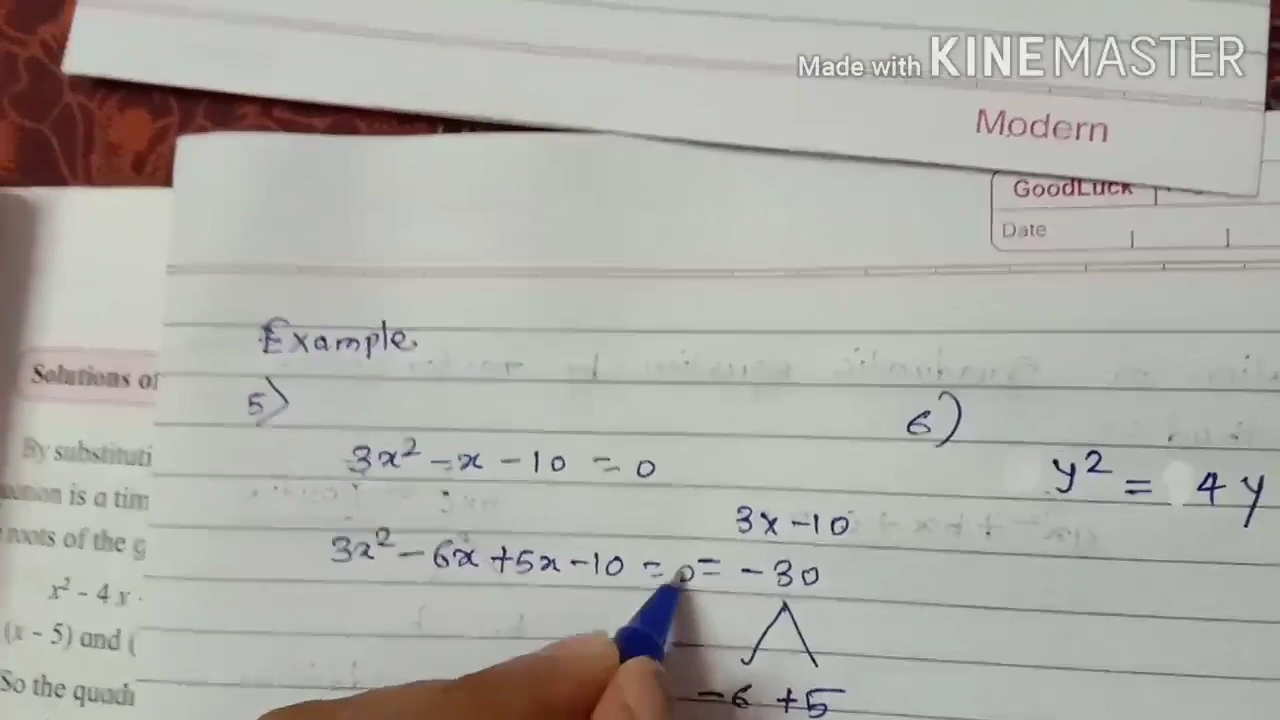 Made with KINEMASTER
Modern
GoodLuck
Date
Example
5)
3x² - x - 10 = 0
3x² - 6x + 5x - 10 = 0
3x - 10
= - 30
-6 +5
6)
y² = 4y
Solutions of
By substituti
is a tim
roots of the g
x² - 4x
(x - 5) and (
So the quadr